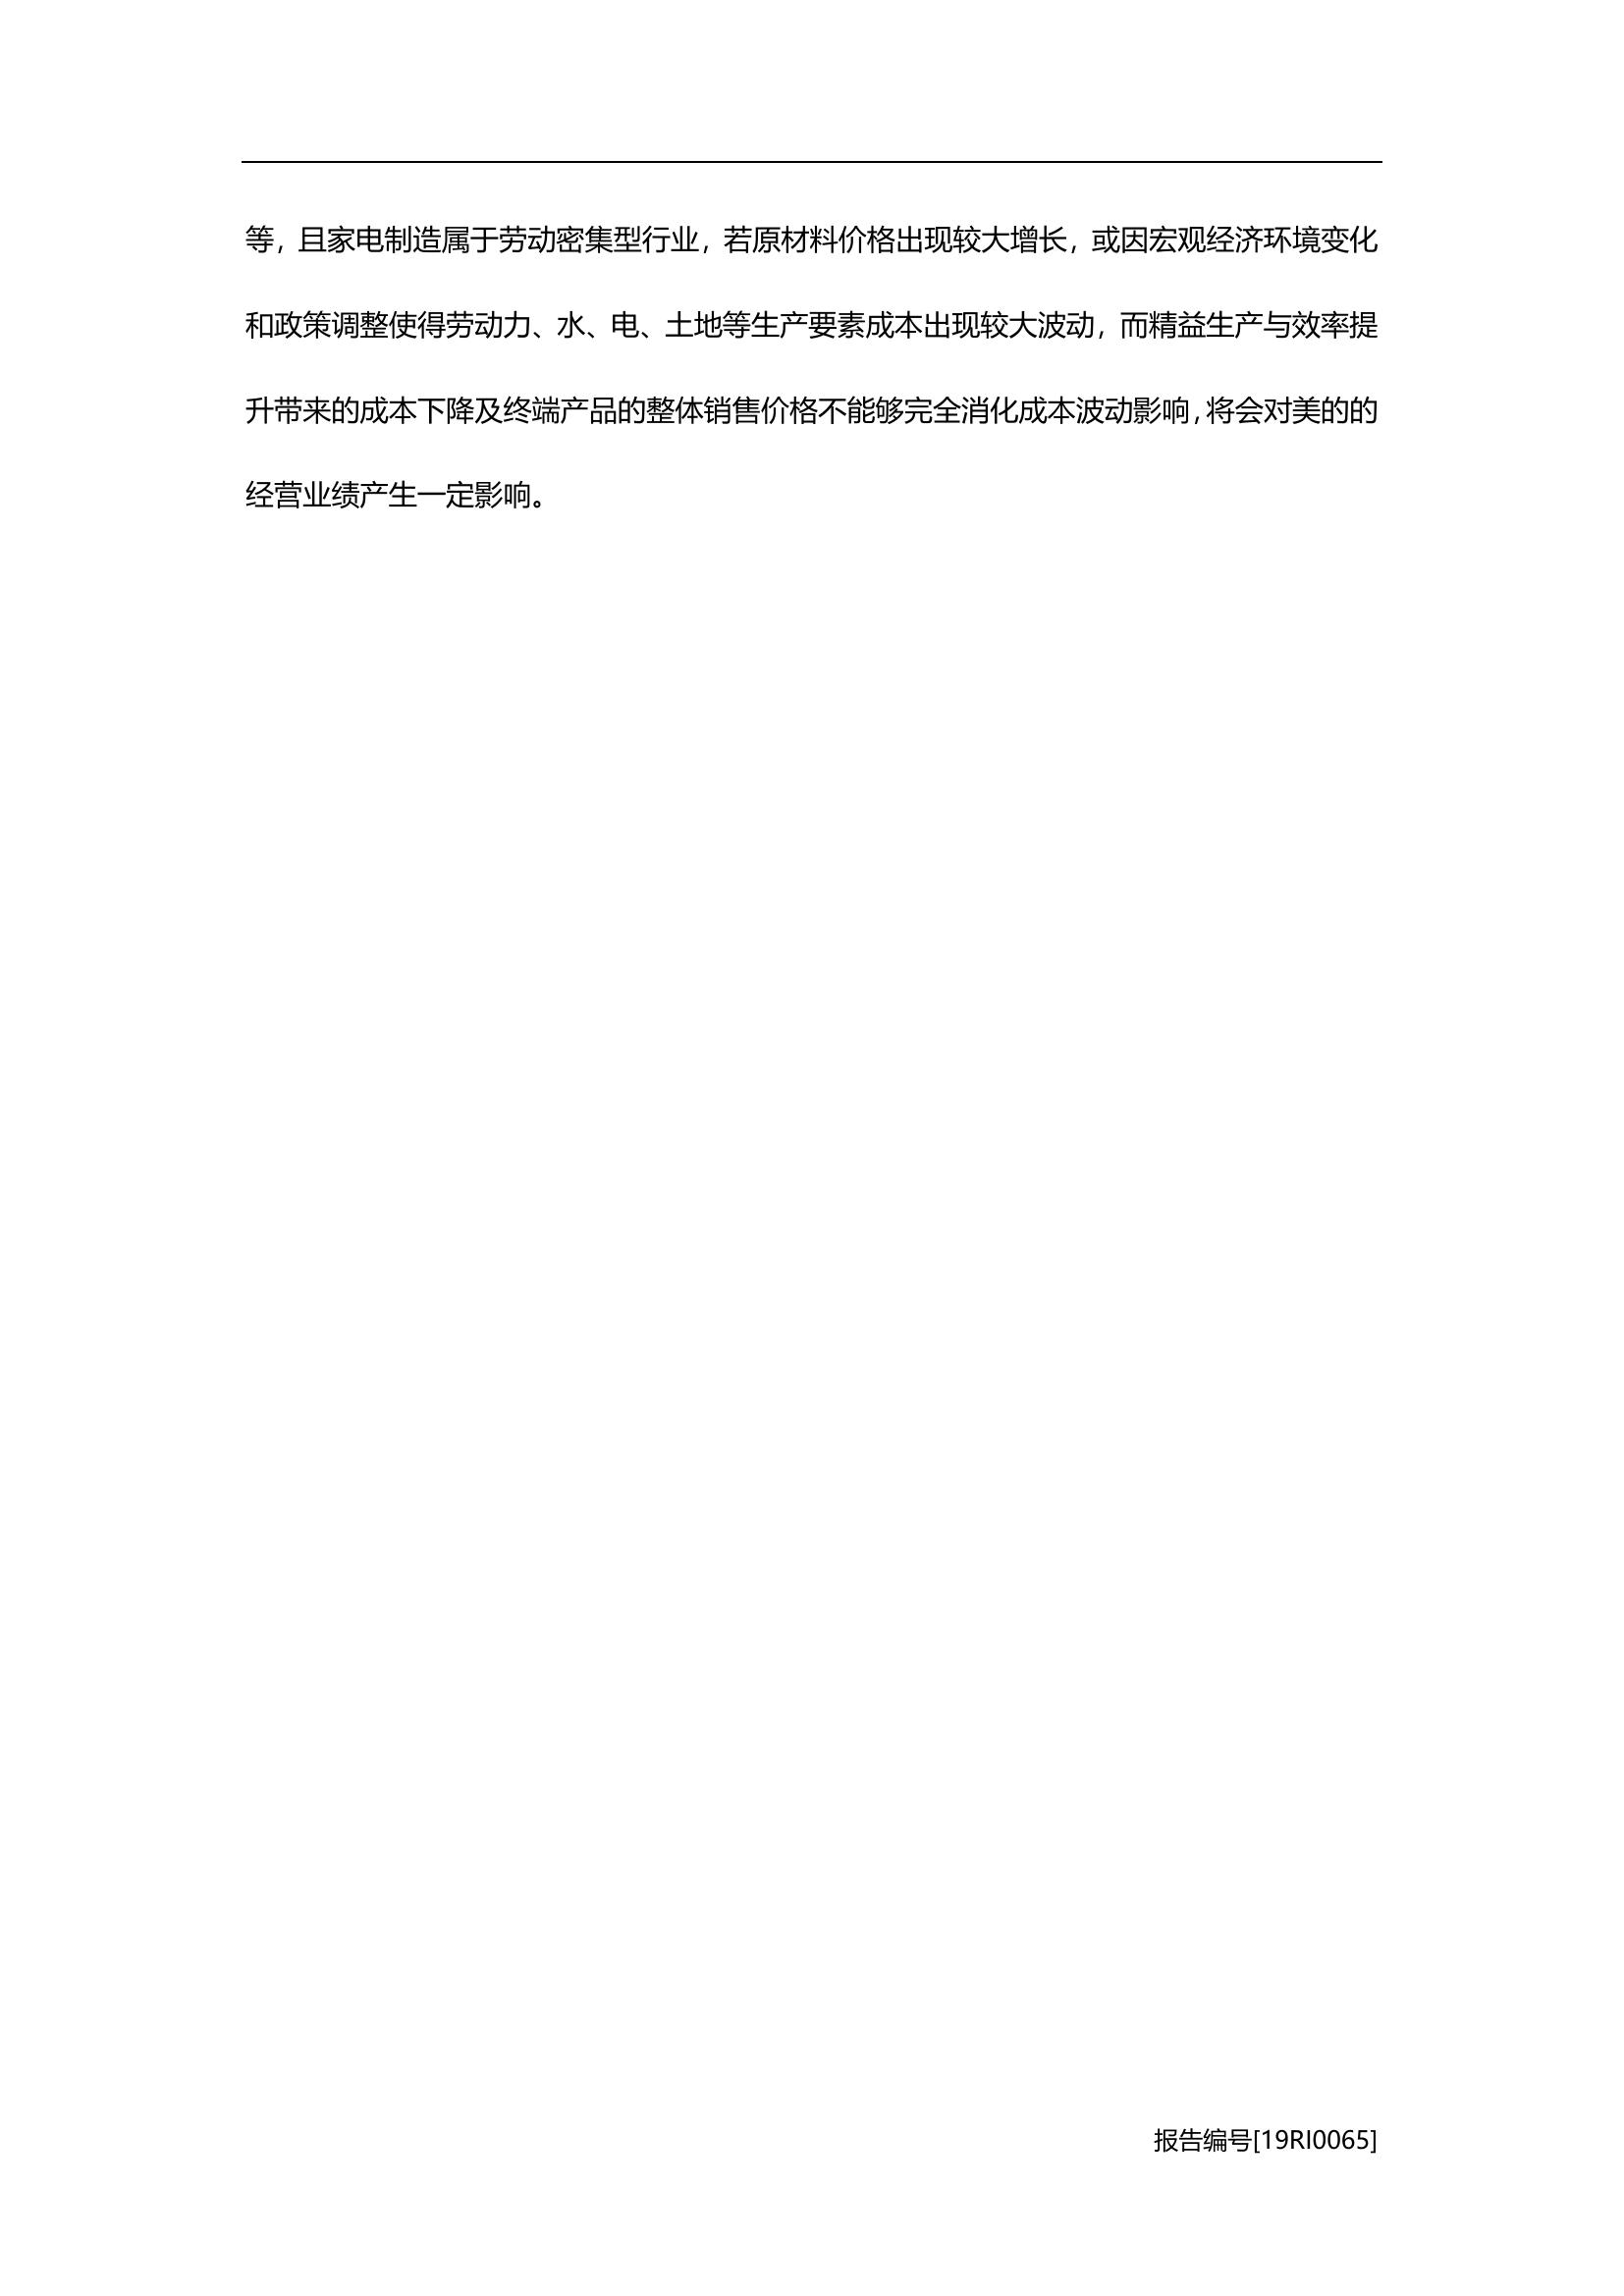 等，且家电制造属于劳动密集型行业，若原材料价格出现较大增长，或因宏观经济环境变化
和政策调整使得劳动力、水、电、土地等生产要素成本出现较大波动，而精益生产与效率提
升带来的成本下降及终端产品的整体销售价格不能够完全消化成本波动影响，将会对美的的
经营业绩产生一定影响。
报告编号[19RI0065]